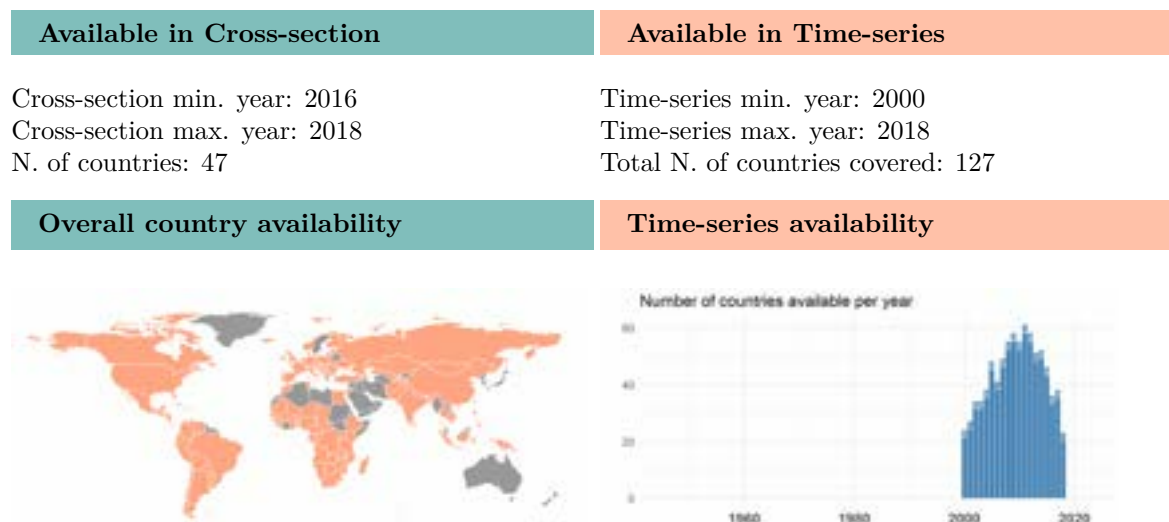 Available in Cross-section
Available in Time-series
Cross-section min. year: 2016
Cross-section max. year: 2018
N. of countries: 47
Time-series min. year: 2000
Time-series max. year: 2018
Total N. of countries covered: 127
Overall country availability
Time-series availability
Number of countries available per year
60
40
20
0
1960 1980 2000 2020